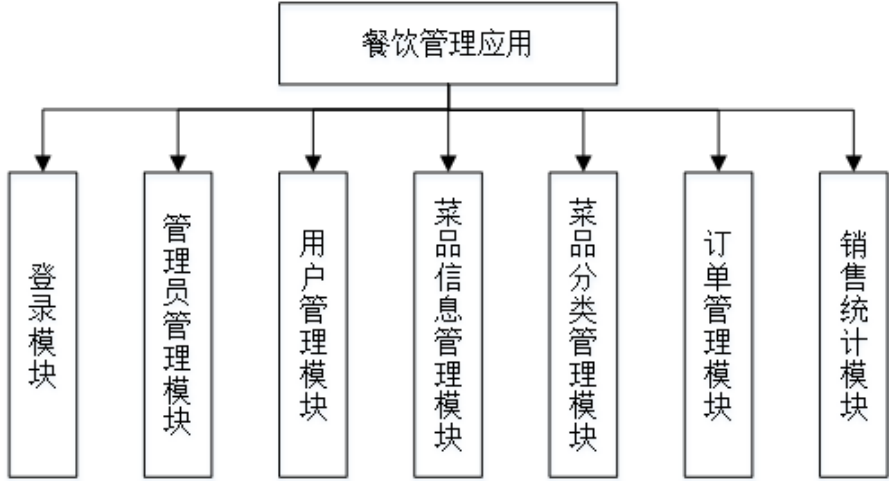 餐饮管理应用
登录模块
管理员管理模块
用户管理模块
菜品信息管理模块
菜品分类管理模块
订单管理模块
销售统计模块